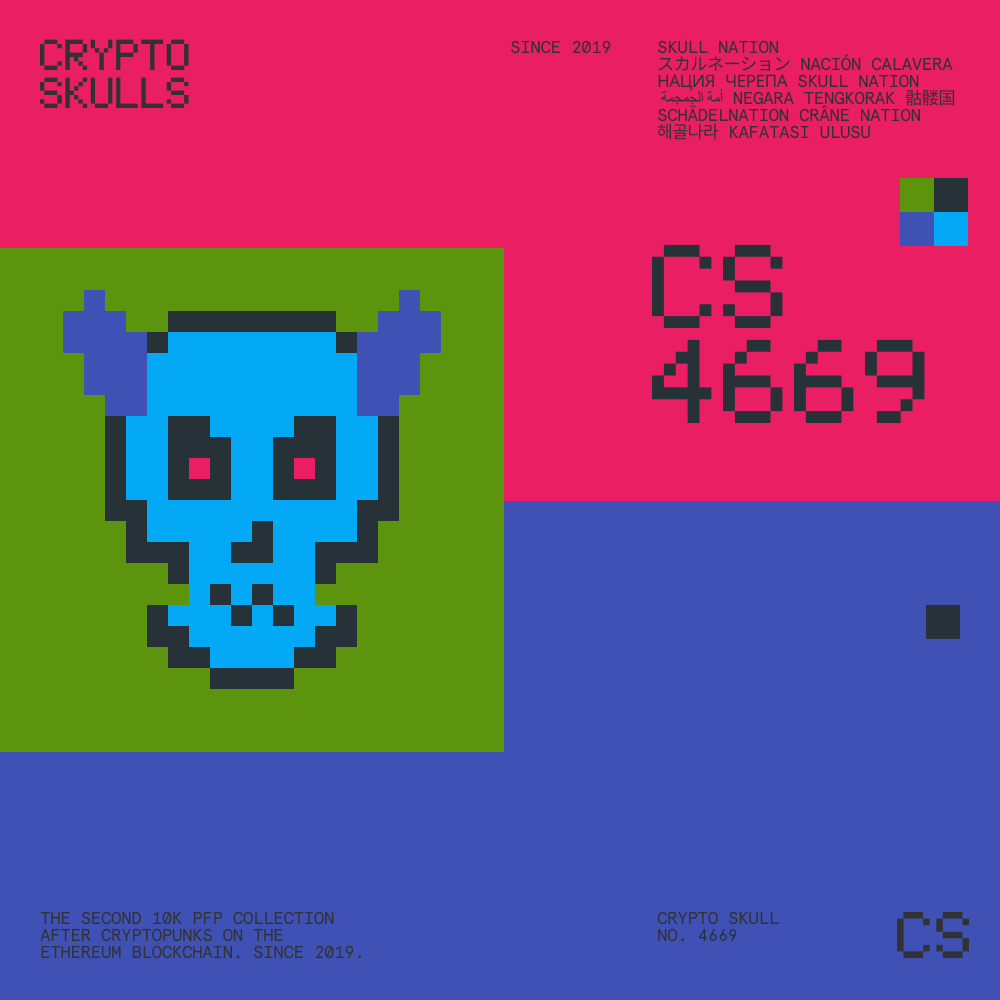 CRYPTO
SKULLS
SINCE 2019
SKULL NATION
スカルネーション NACIÓN CALAVERA
НАЦИЯ ЧЕРЕПА SKULL NATION
أمة الجمجمة NEGARA TENGKORAK 骷髅国
SCHÄDELNATION CRÂNE NATION
해골나라 KAFATASI ULUSU
CS
4669
THE SECOND 10K PFP COLLECTION
AFTER CRYPTOPUNKS ON THE
ETHEREUM BLOCKCHAIN. SINCE 2019.
CRYPTO SKULL
NO. 4669
CS